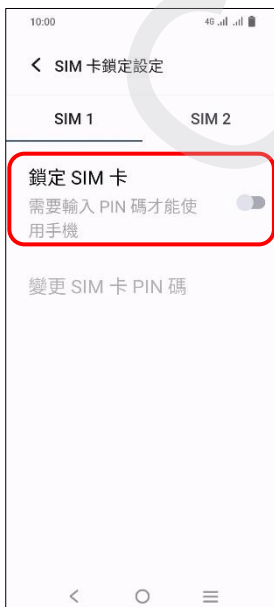 10:00 4G
SIM 卡鎖定設定
SIM 1 SIM 2
鎖定 SIM 卡
需要輸入 PIN 碼才能使
用手機
變更 SIM 卡 PIN 碼